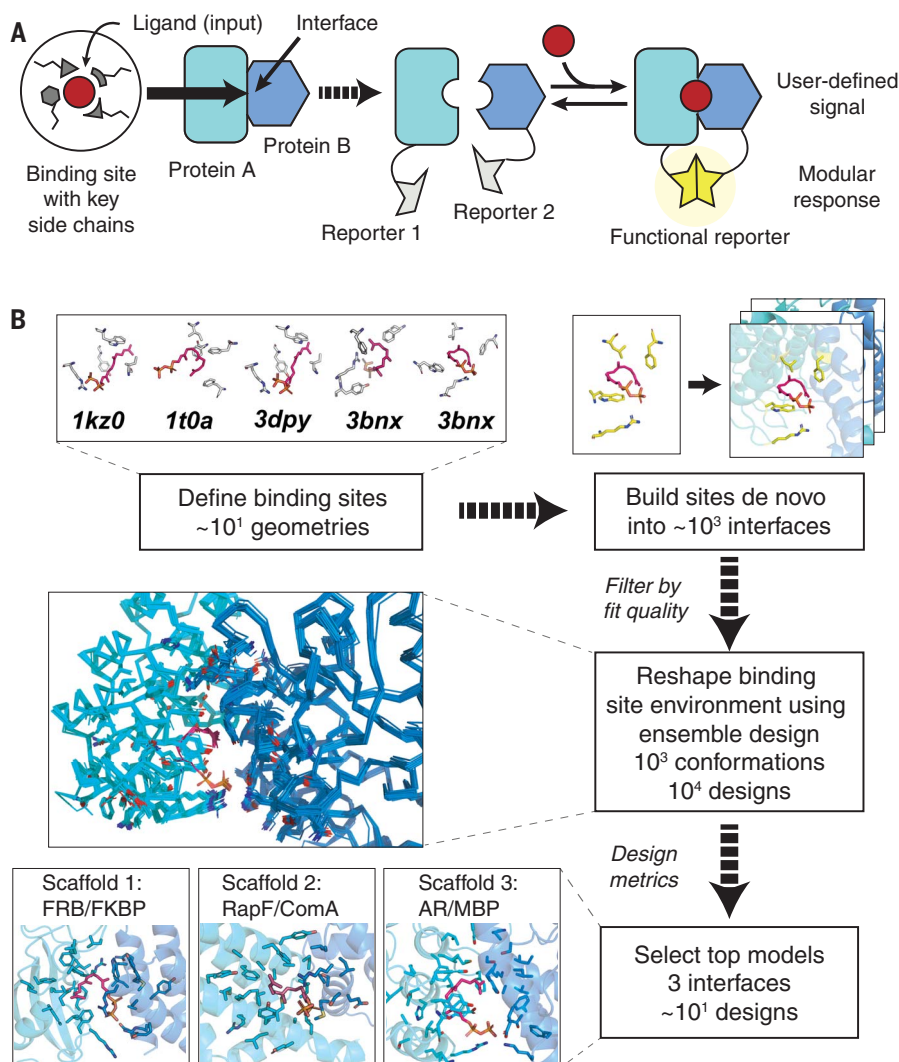 A
Ligand (input)
Interface
Protein A
Protein B
Binding site
with key
side chains
Reporter 1
Reporter 2
User-defined
signal
Modular
response
Functional reporter
B
1kz0
1t0a
3dpy
3bnx
3bnx
Define binding sites
~10¹ geometries
Build sites de novo
into ~10³ interfaces
Filter by
fit quality
Reshape binding
site environment using
ensemble design
10³ conformations
10⁴ designs
Design
metrics
Scaffold 1:
FRB/FKBP
Scaffold 2:
RapF/ComA
Scaffold 3:
AR/MBP
Select top models
3 interfaces
~10¹ designs